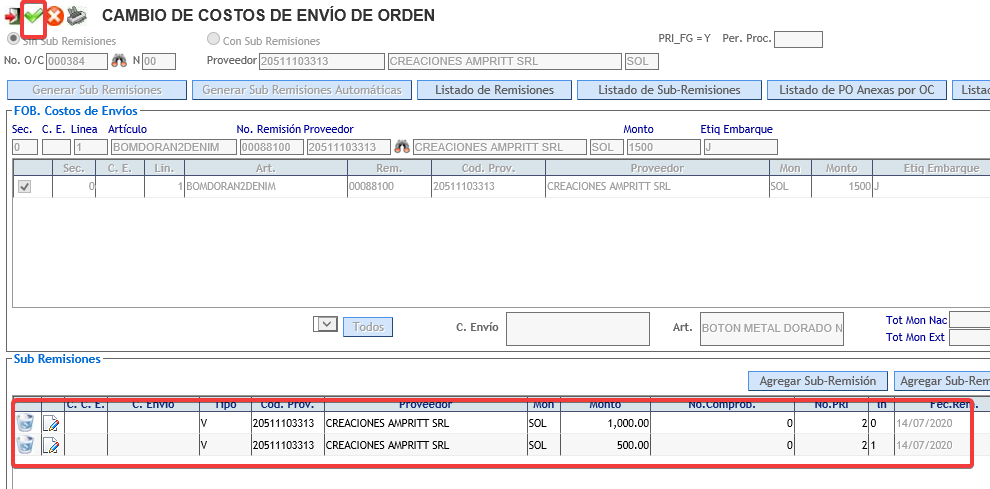 CAMBIO DE COSTOS DE ENVÍO DE ORDEN
Sin Sub Remisiones Con Sub Remisiones PRI_FG = Y Per. Proc.
No. O/C 000384 N 00 Proveedor 20511103313 CREACIONES AMPRITT SRL SOL
Generar Sub Remisiones Generar Sub Remisiones Automáticas Listado de Remisiones Listado de Sub-Remisiones Listado de PO Anexas por OC Listad
FOB. Costos de Envíos
Sec. C. E. Linea Artículo No. Remisión Proveedor Monto Etiq Embarque
0 1 BOMDORAN2DENIM 00088100 20511103313 CREACIONES AMPRITT SRL SOL 1500 J
Sec. C. E. Lin. Art. Rem. Cod. Prov. Proveedor Mon Monto Etiq Embarque
0 1 BOMDORAN2DENIM 00088100 20511103313 CREACIONES AMPRITT SRL SOL 1500 J
Todos C. Envío Art. BOTON METAL DORADO N Tot Mon Nac
Tot Mon Ext
Sub Remisiones
Agregar Sub-Remisión Agregar Sub-Rem
C. C. E. C. Envío Tipo Cod. Prov. Proveedor Mon Monto No.Comprob. No.PRI In Fec.Rem.
V 20511103313 CREACIONES AMPRITT SRL SOL 1,000.00 0 2 0 14/07/2020
V 20511103313 CREACIONES AMPRITT SRL SOL 500.00 0 2 1 14/07/2020